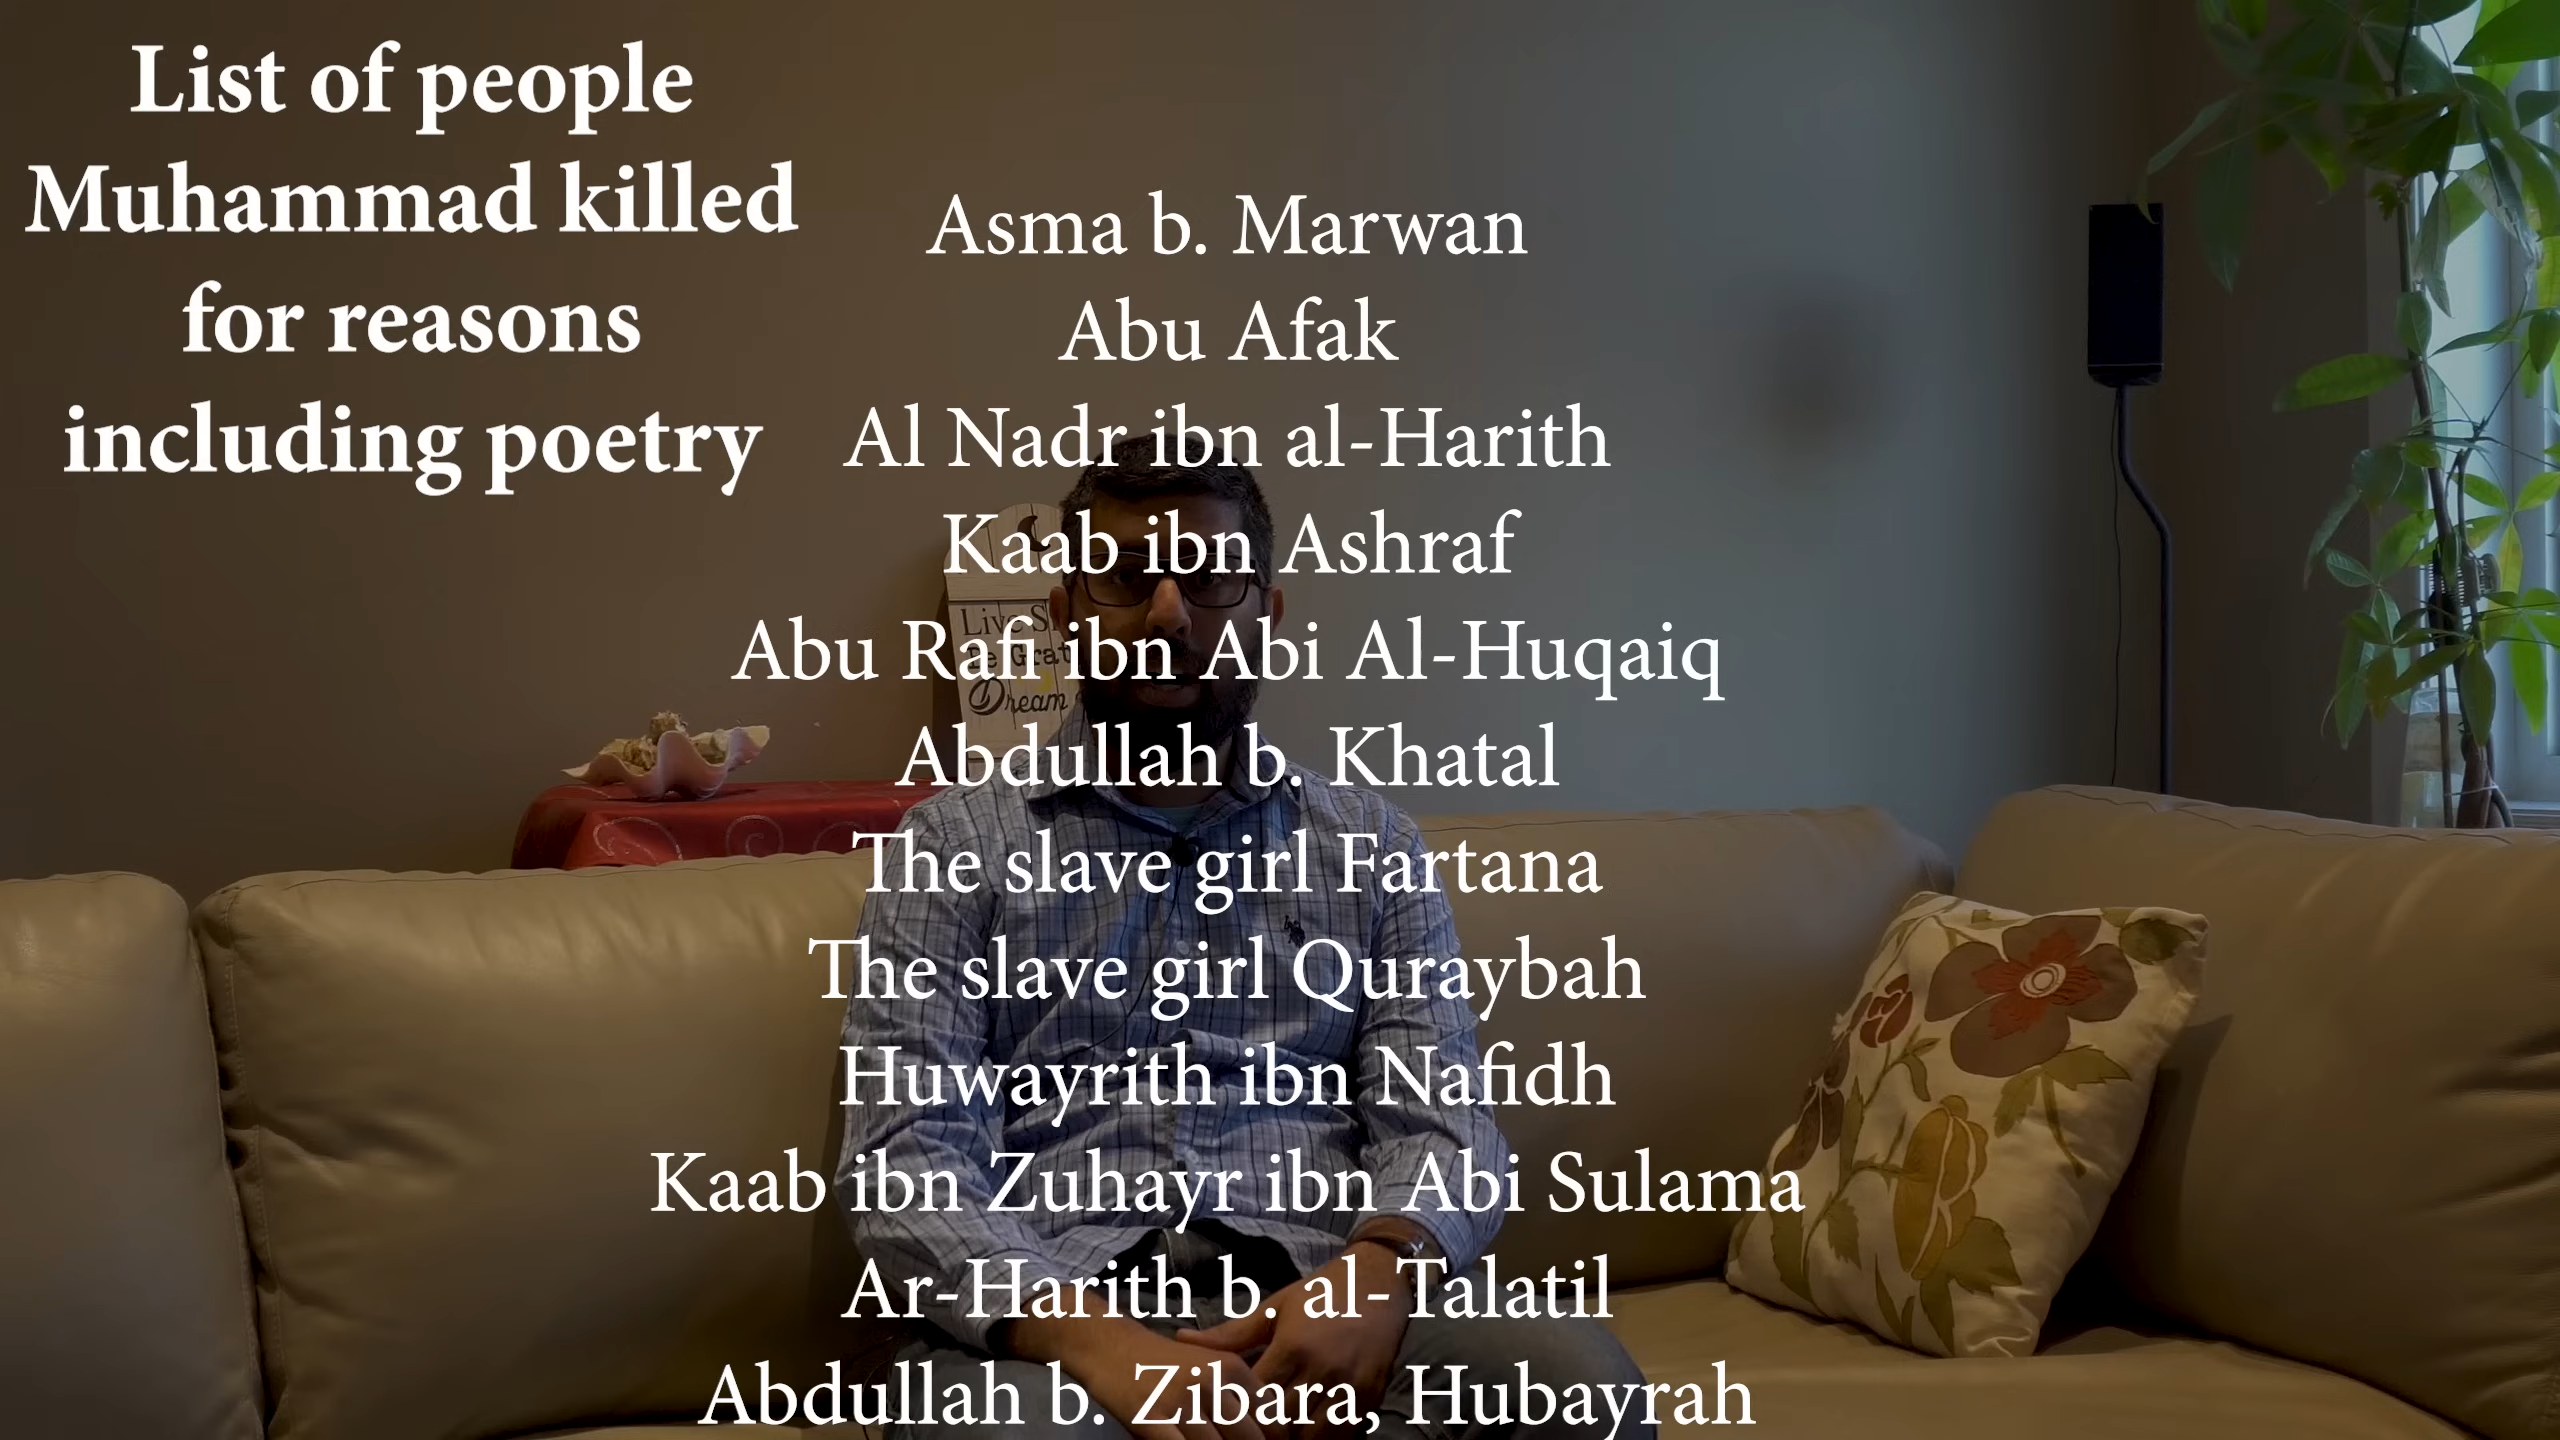 List of people
Muhammad killed
for reasons
including poetry
Asma b. Marwan
Abu Afak
Al Nadr ibn al-Harith
Kaab ibn Ashraf
Abu Rafi ibn Abi Al-Huqaiq
Abdullah b. Khatal
The slave girl Fartana
The slave girl Quraybah
Huwayrith ibn Nafidh
Kaab ibn Zuhayr ibn Abi Sulama
Ar-Harith b. al-Talatil
Abdullah b. Zibara, Hubayrah
Dream